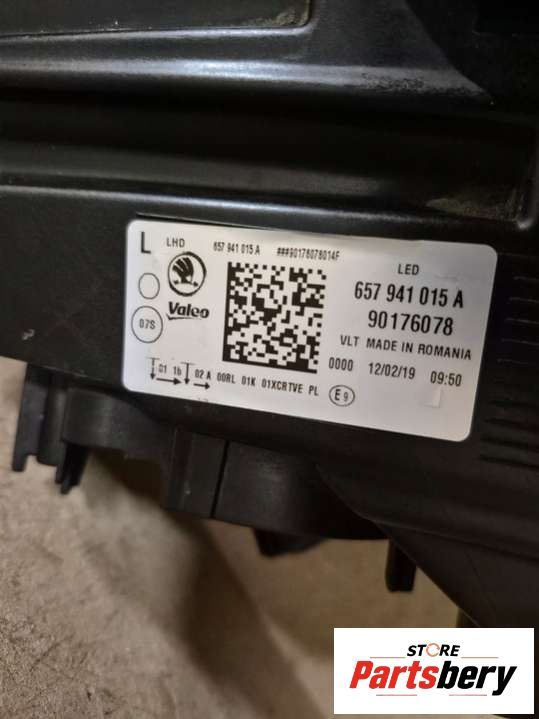 L LHD 657 941 015 A ###90176078014F
LED
657 941 015 A
Valeo
90176078
07S
VLT MADE IN ROMANIA
0000 12/02/19 09:50
01 1b 02 A 00RL 01K 01XCRTVE PL E9
STORE
Partsbery